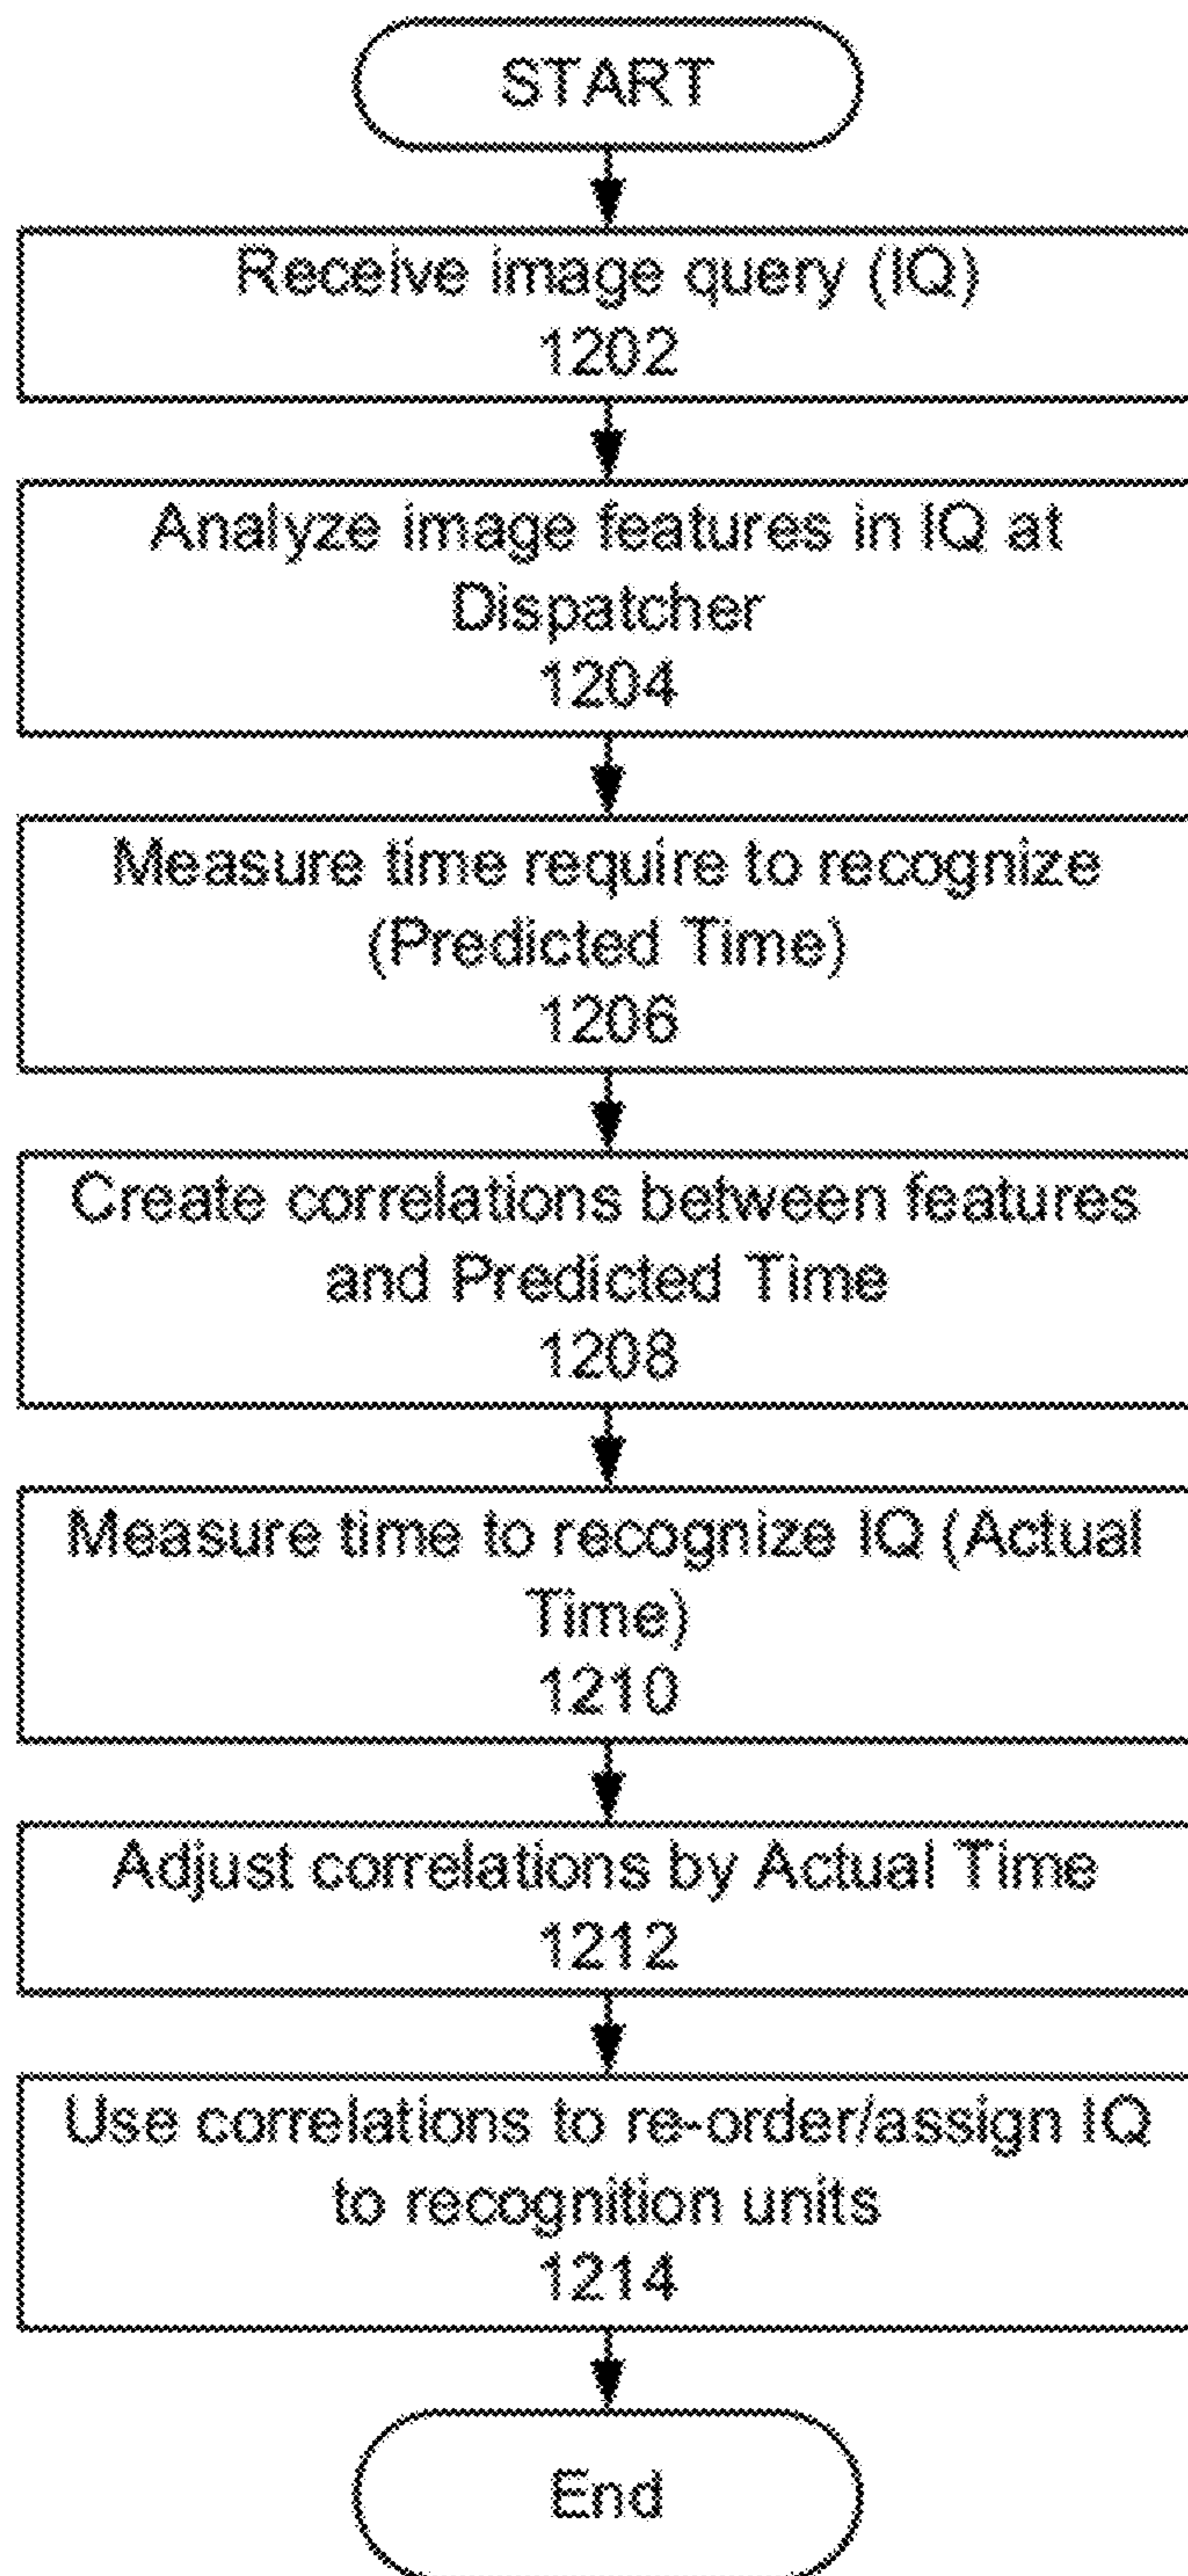 START
Receive image query (IQ)
1202
Analyze image features in IQ at
Dispatcher
1204
Measure time require to recognize
(Predicted Time)
1206
Create correlations between features
and Predicted Time
1208
Measure time to recognize IQ (Actual
Time)
1210
Adjust correlations by Actual Time
1212
Use correlations to re-order/assign IQ
to recognition units
1214
End